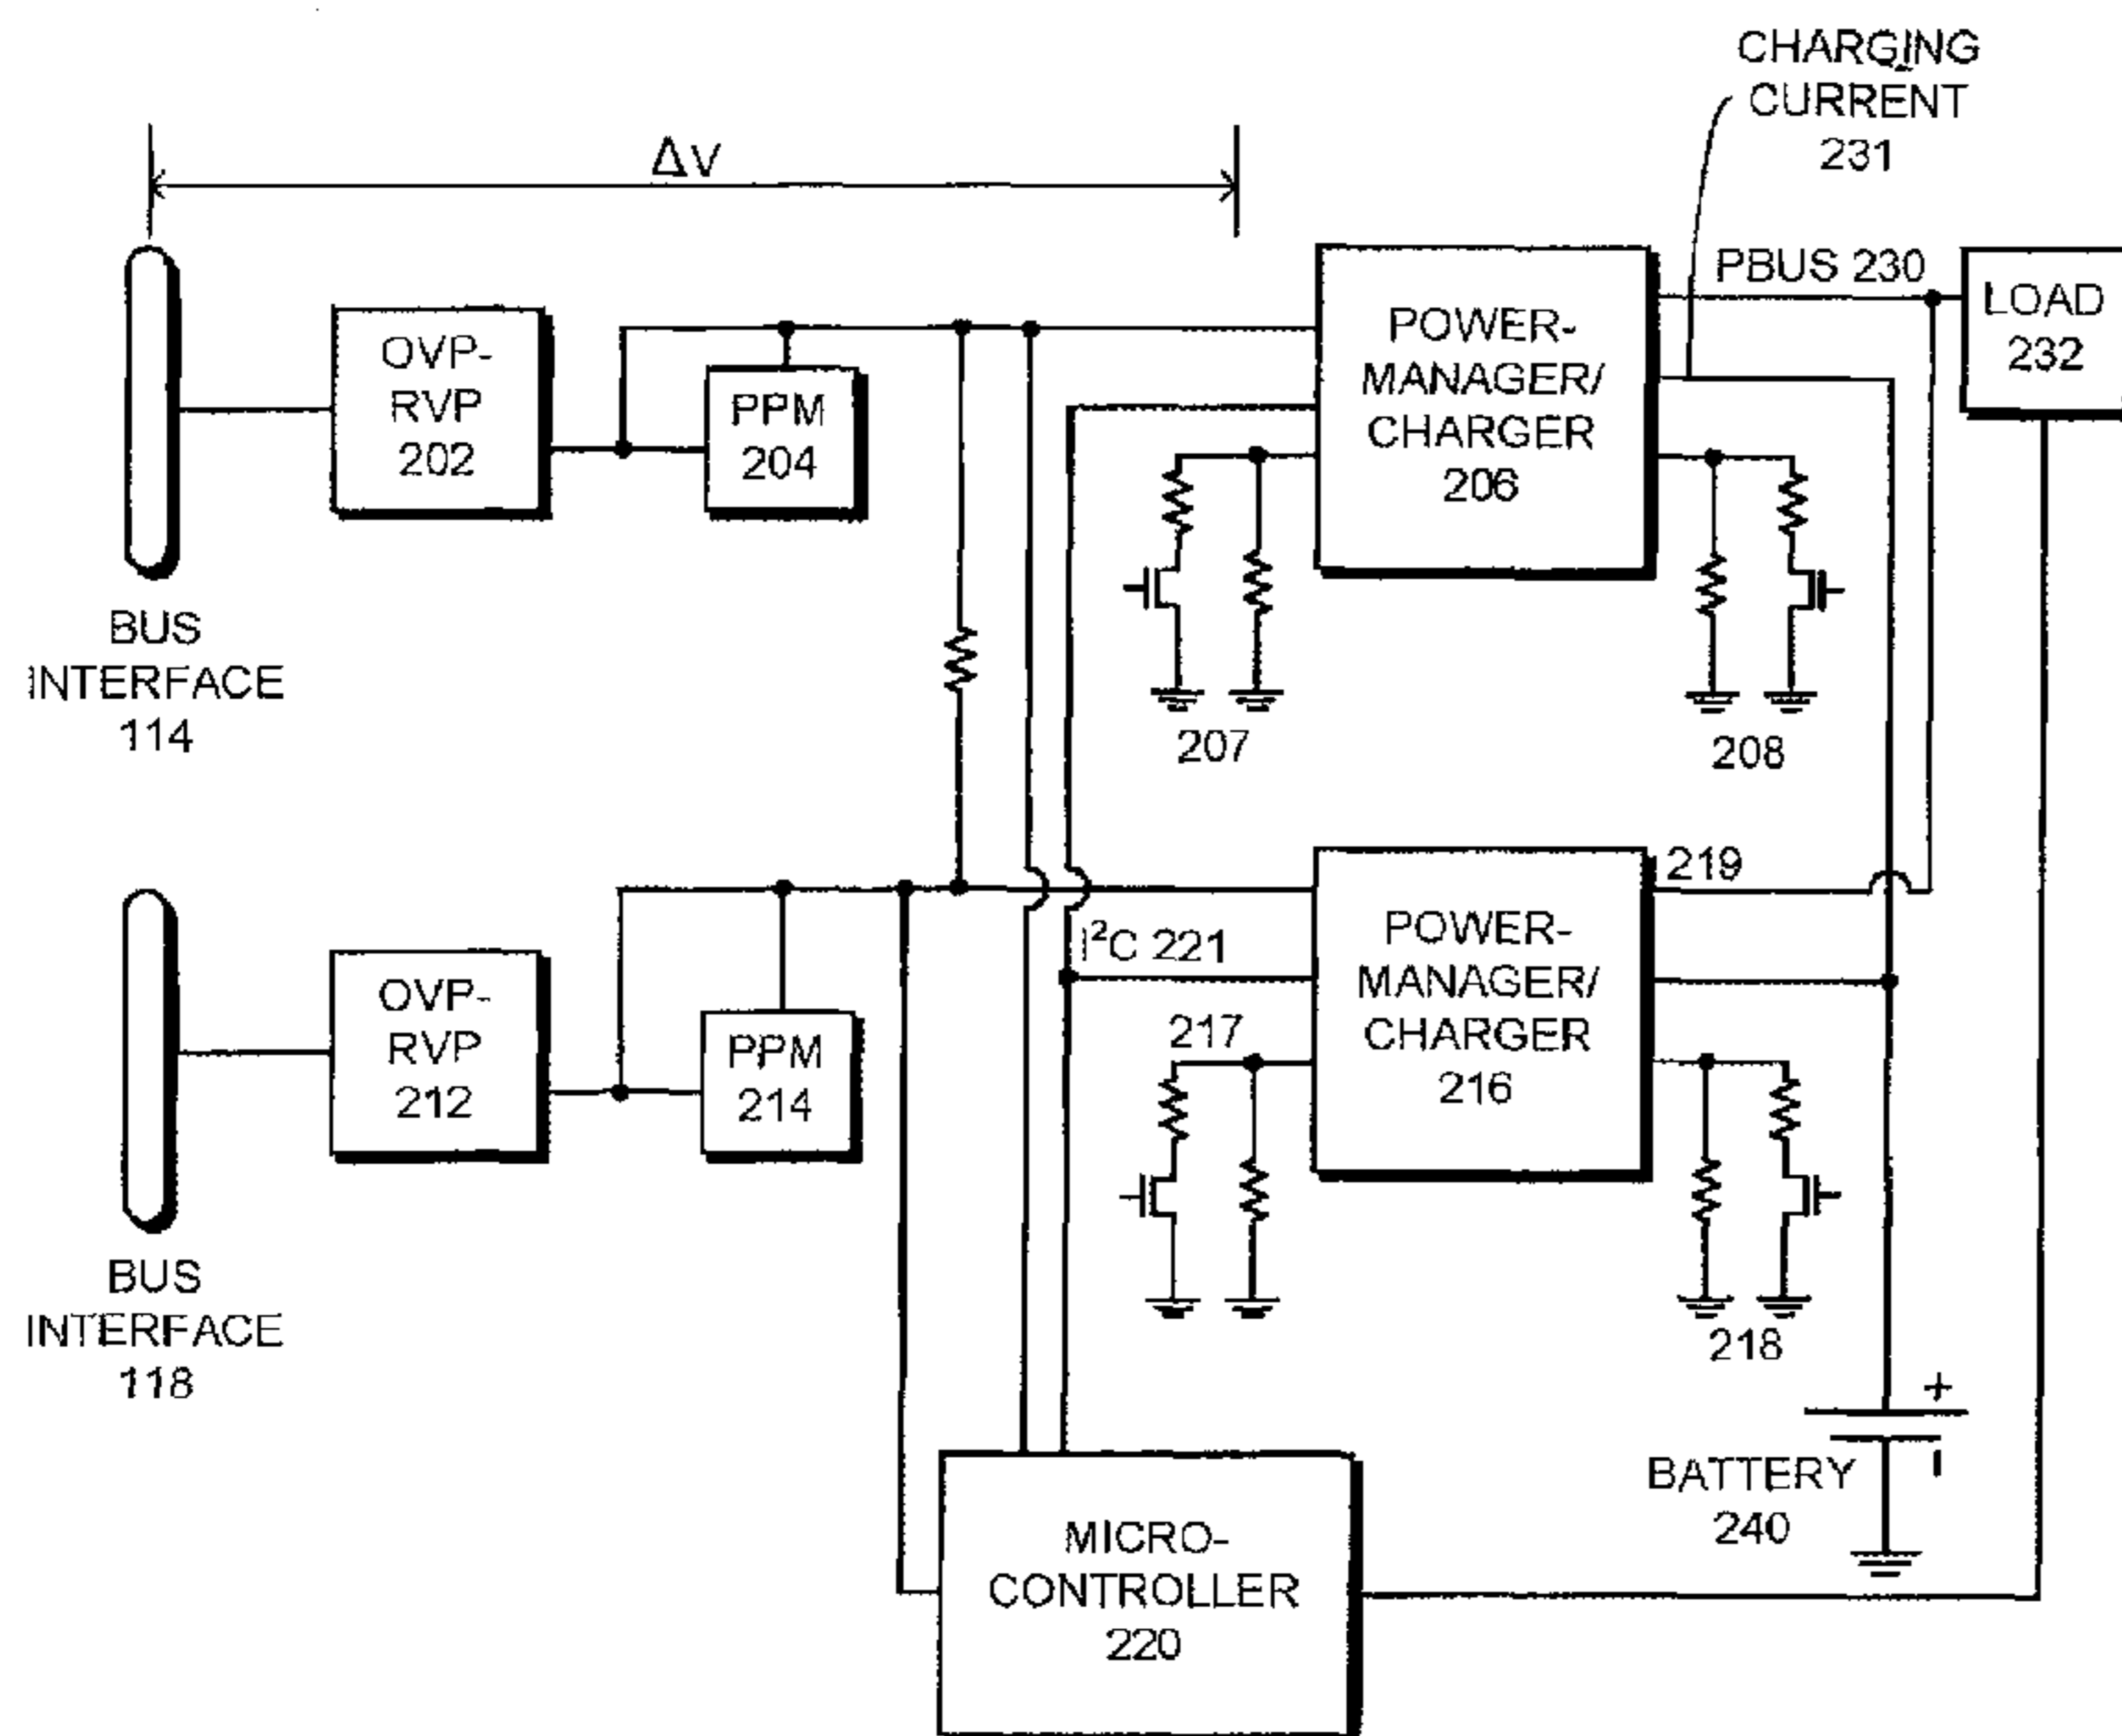 CHARGING
CURRENT
231
ΔV
PBUS 230
LOAD
232
OVP-
RVP
202
PPM
204
POWER-
MANAGER/
CHARGER
206
BUS
INTERFACE
114
207
208
219
I²C 221
OVP-
RVP
212
PPM
214
217
POWER-
MANAGER/
CHARGER
216
BUS
INTERFACE
118
218
+
BATTERY
240
MICRO-
CONTROLLER
220